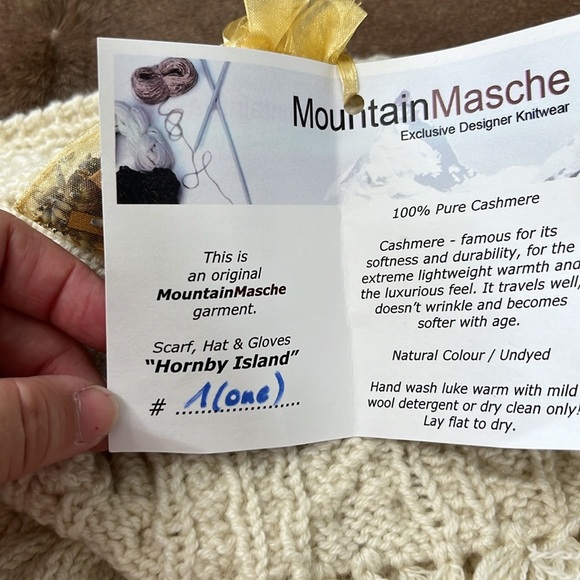 MountainMasche
Exclusive Designer Knitwear
This is
an original
MountainMasche
garment.
Scarf, Hat & Gloves
"Hornby Island"
# 1 (one)
100% Pure Cashmere
Cashmere - famous for its
softness and durability, for the
extreme lightweight warmth and
the luxurious feel. It travels well,
doesn't wrinkle and becomes
softer with age.
Natural Colour / Undyed
Hand wash luke warm with mild
wool detergent or dry clean only!
Lay flat to dry.